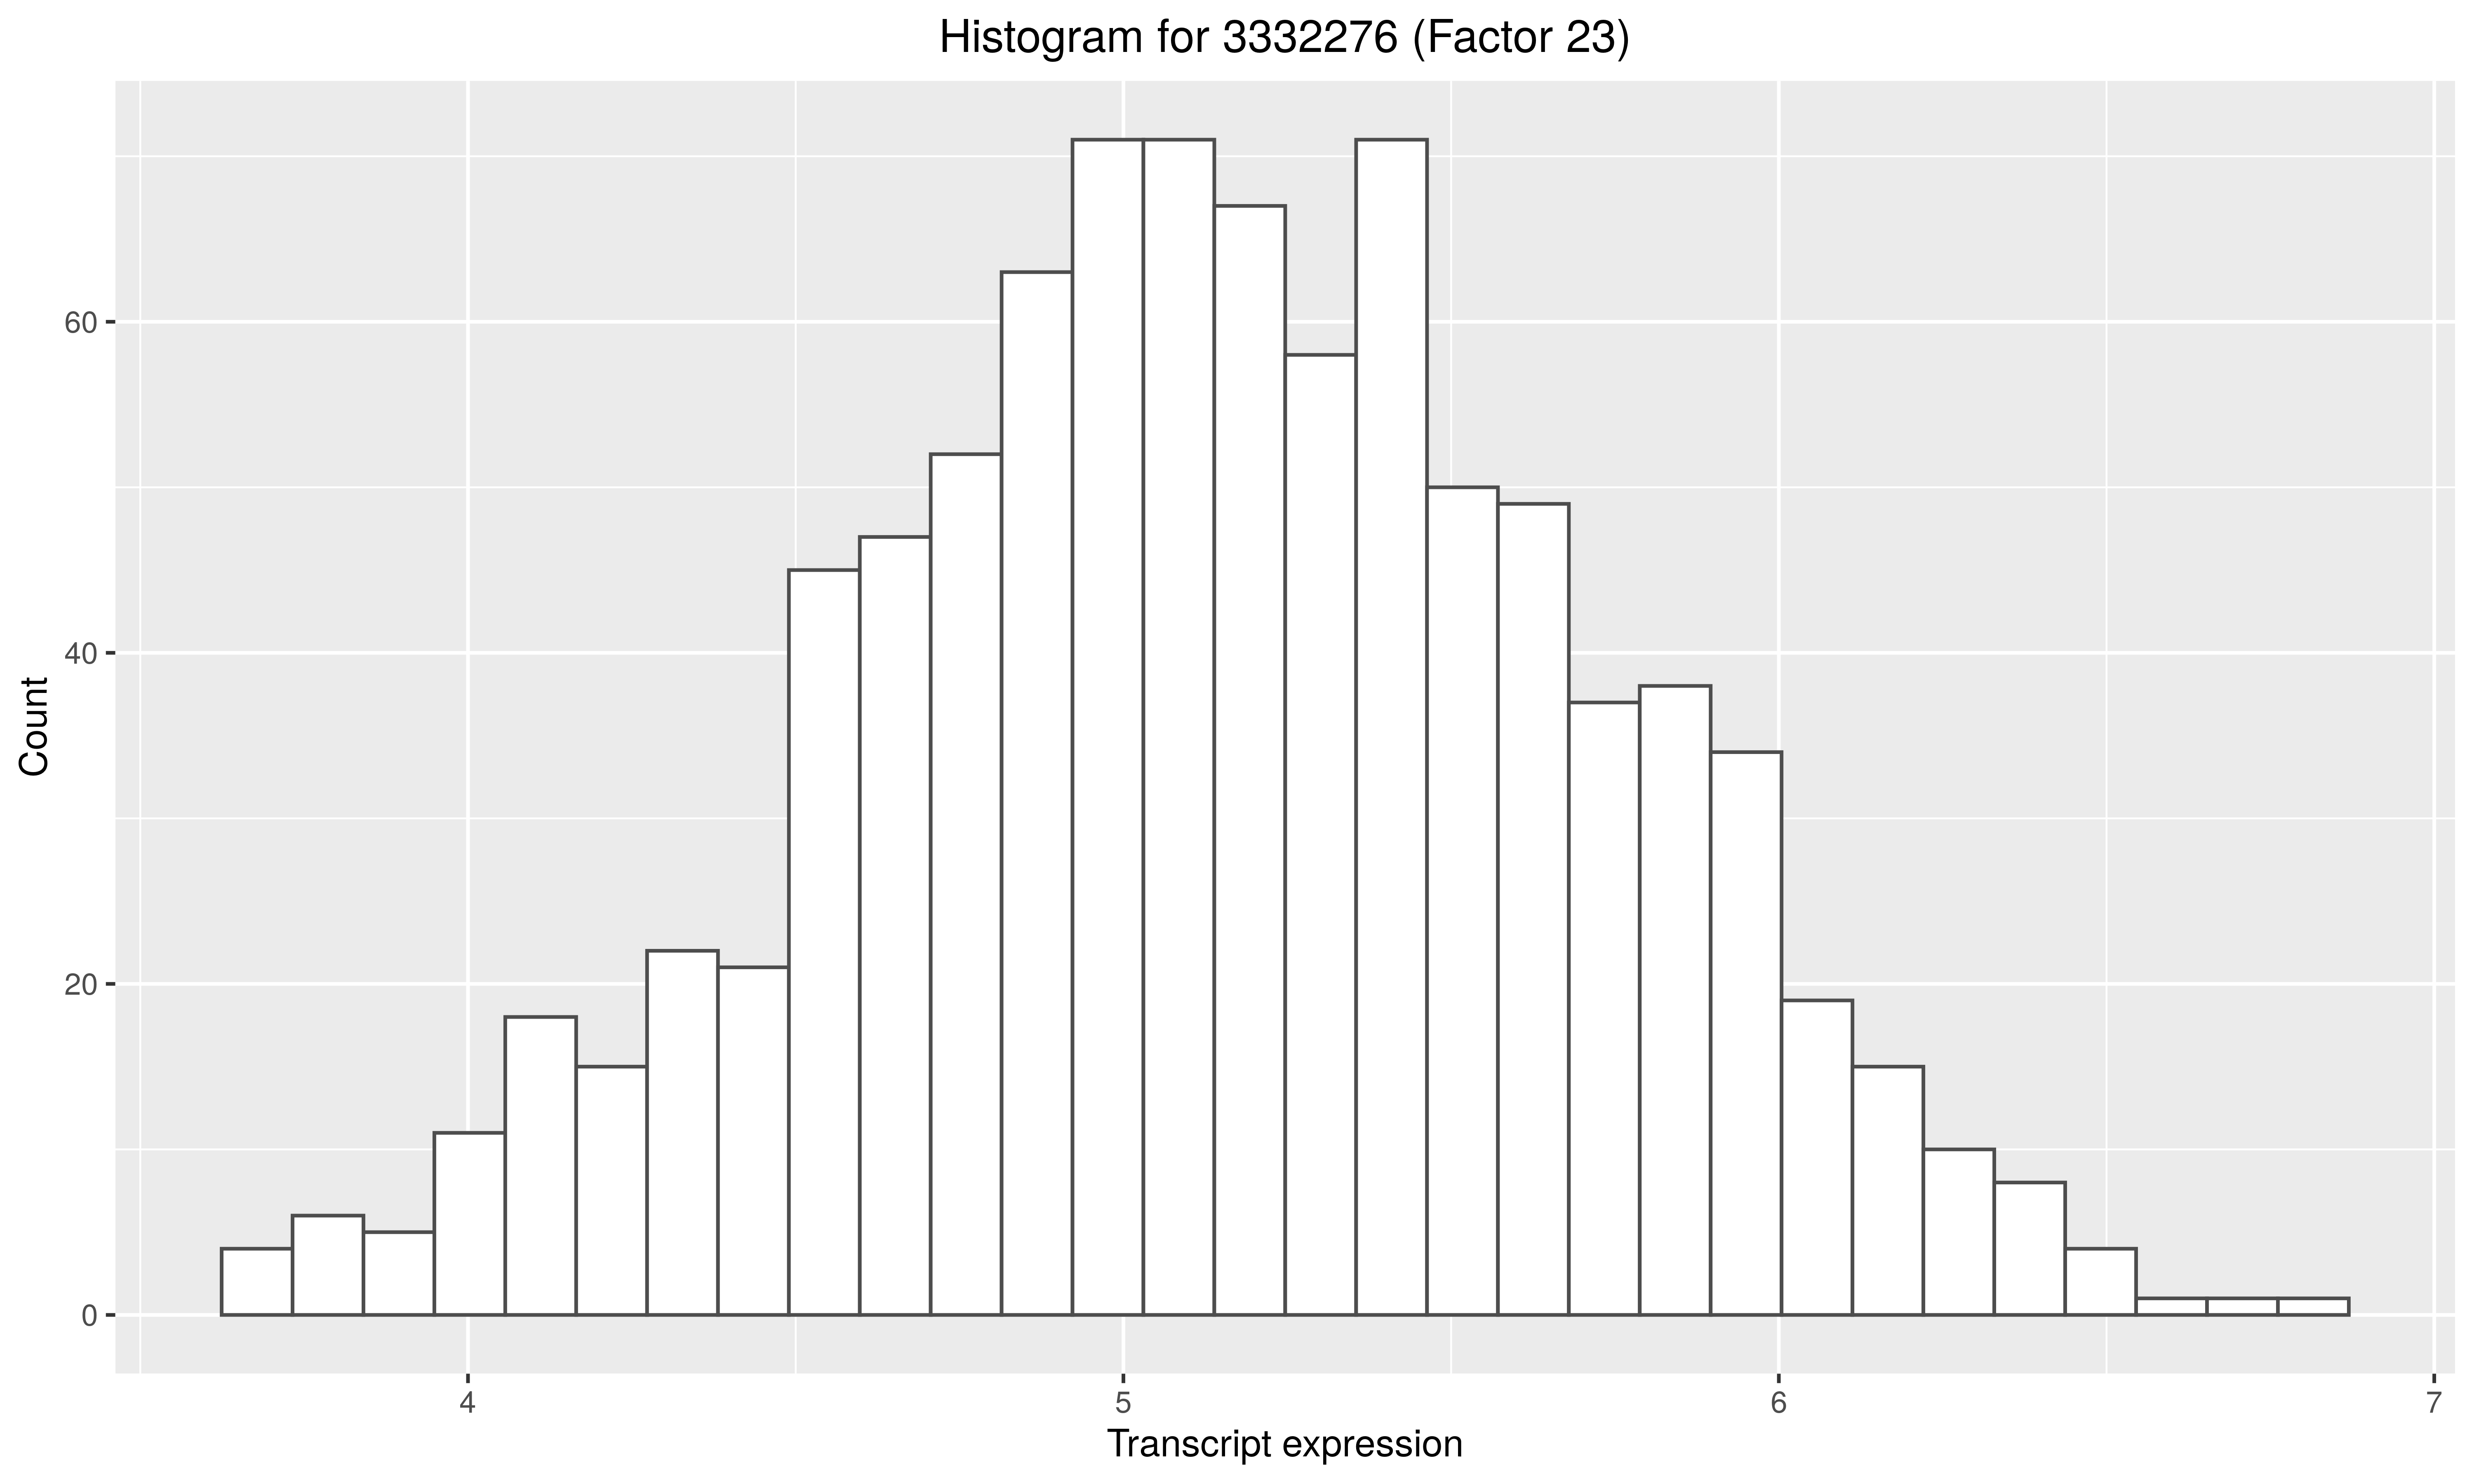 Histogram for 3332276 (Factor 23)
Count
60
40
20
0
4 5 6 7
Transcript expression